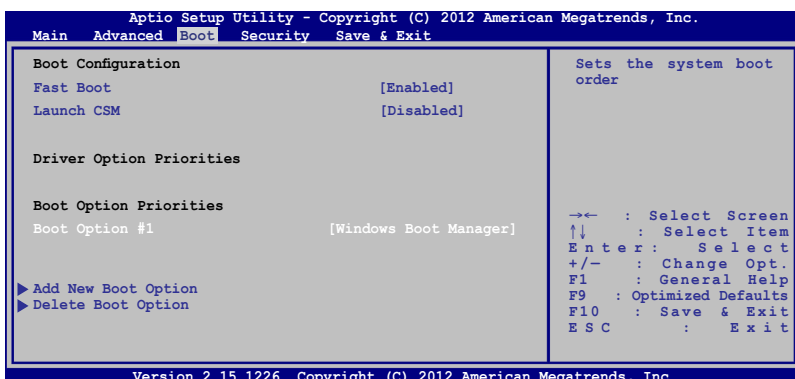 Aptio Setup Utility - Copyright (C) 2012 American Megatrends, Inc.
Main Advanced Boot Security Save & Exit
Boot Configuration
Fast Boot [Enabled]
Launch CSM [Disabled]
Driver Option Priorities
Boot Option Priorities
Boot Option #1 [Windows Boot Manager]
Add New Boot Option
Delete Boot Option
Sets the system boot
order
→← : Select Screen
↑↓ : Select Item
Enter: Select
+/— : Change Opt.
F1 : General Help
F9 : Optimized Defaults
F10 : Save & Exit
ESC : Exit
Version 2.15.1226. Copyright (C) 2012 American Megatrends, Inc.